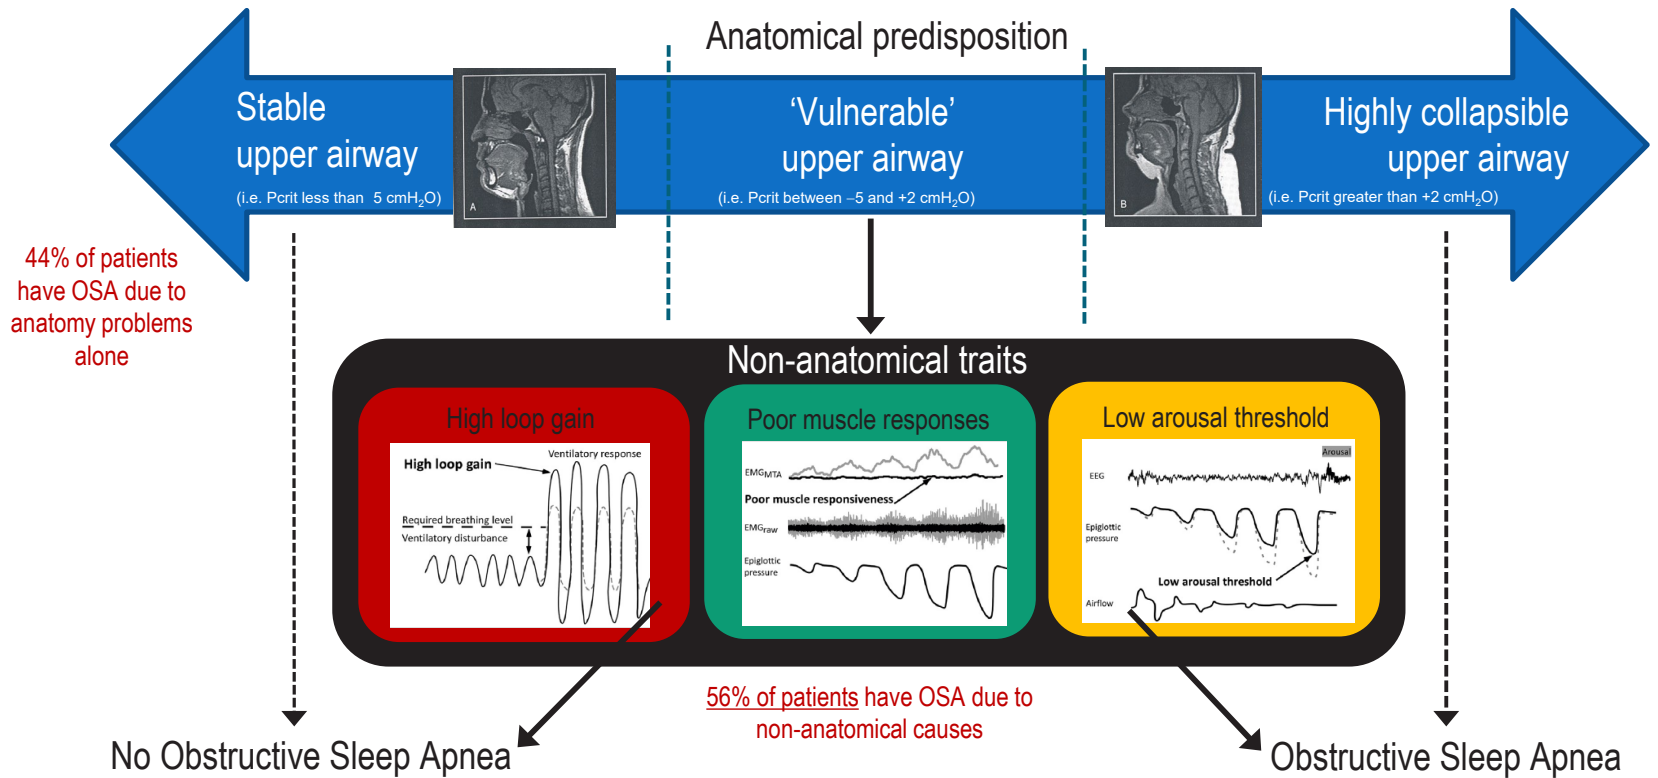 Anatomical predisposition
Stable
upper airway
(i.e. Pcrit less than 5 cmH₂O)
A
‘Vulnerable’
upper airway
(i.e. Pcrit between –5 and +2 cmH₂O)
B
Highly collapsible
upper airway
(i.e. Pcrit greater than +2 cmH₂O)
44% of patients
have OSA due to
anatomy problems
alone
Non-anatomical traits
High loop gain
Ventilatory response
High loop gain
Required breathing level
Ventilatory disturbance
Poor muscle responses
EMG_MTA
Poor muscle responsiveness
EMG_raw
Epiglottic
pressure
Low arousal threshold
Arousal
EEG
Epiglottic
pressure
Low arousal threshold
Airflow
56% of patients have OSA due to
non-anatomical causes
No Obstructive Sleep Apnea
Obstructive Sleep Apnea